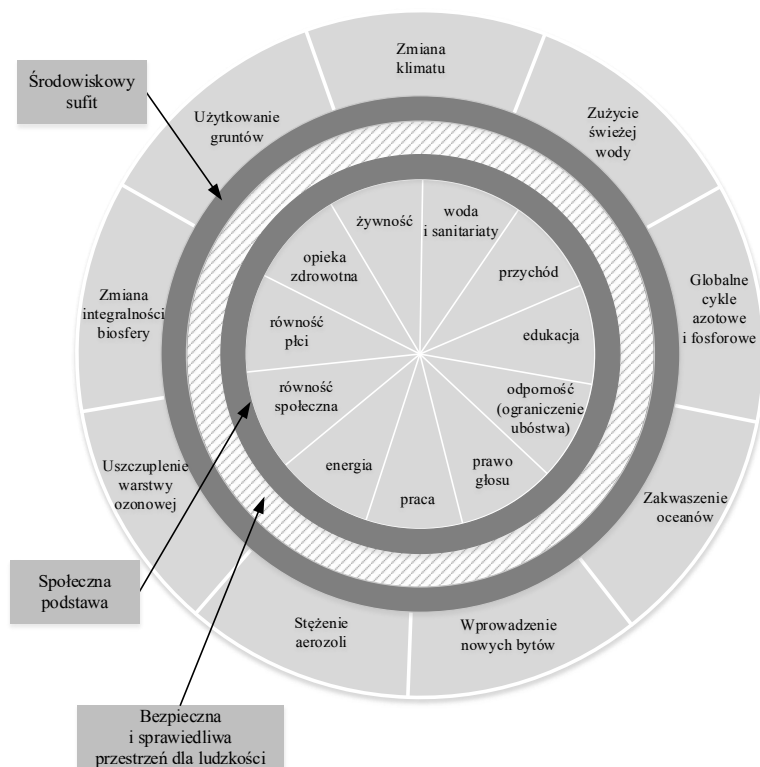 Środowiskowy
sufit
Zmiana
klimatu
Zużycie
świeżej
wody
Globalne
cykle
azotowe
i fosforowe
Zakwaszenie
oceanów
Wprowadzenie
nowych bytów
Stężenie
aerozoli
Uszczuplenie
warstwy
ozonowej
Zmiana
integralności
biosfery
Użytkowanie
gruntów
żywność
woda
i sanitariaty
przychód
edukacja
odporność
(ograniczenie
ubóstwa)
prawo
głosu
praca
energia
równość
społeczna
równość
płci
opieka
zdrowotna
Społeczna
podstawa
Bezpieczna
i sprawiedliwa
przestrzeń dla ludzkości